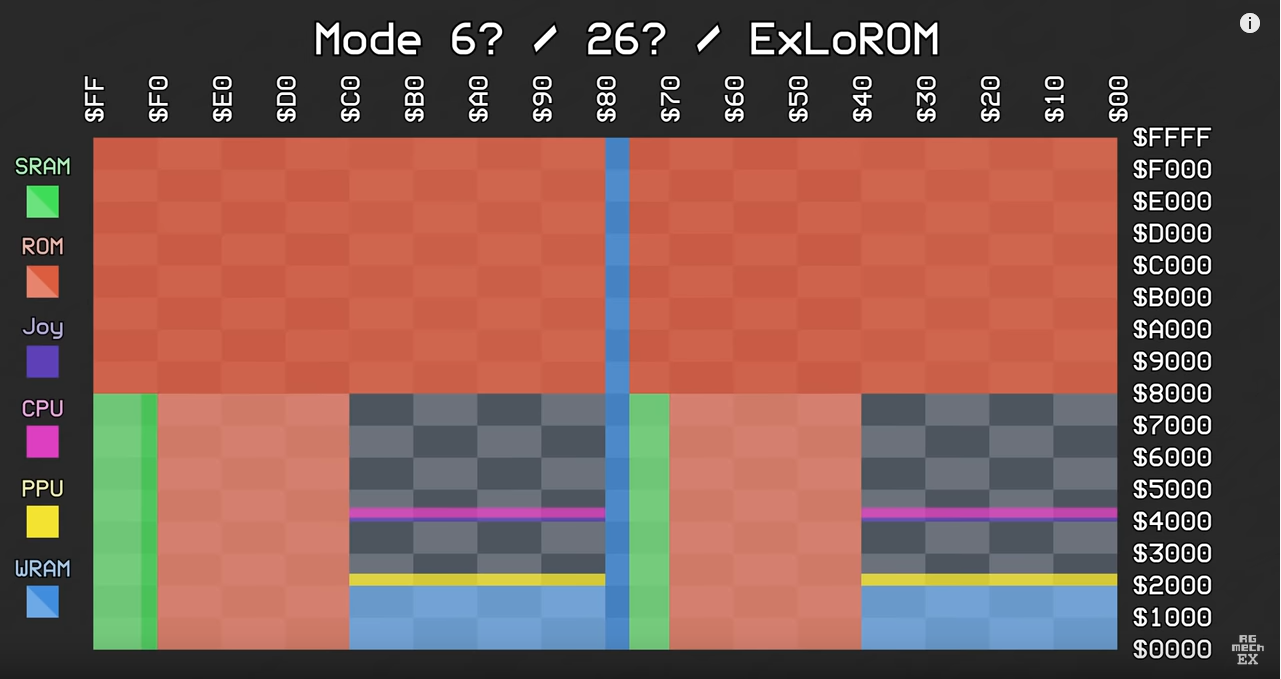 Mode 6? / 26? / ExLoROM
i
$FF $F0 $E0 $D0 $C0 $B0 $A0 $90 $80 $70 $60 $50 $40 $30 $20 $10 $00
$FFFF
SRAM
$F000
$E000
ROM
$D000
$C000
$B000
Joy
$A000
$9000
$8000
CPU
$7000
$6000
PPU
$5000
$4000
$3000
WRAM
$2000
$1000
$0000
RG
mech
EX